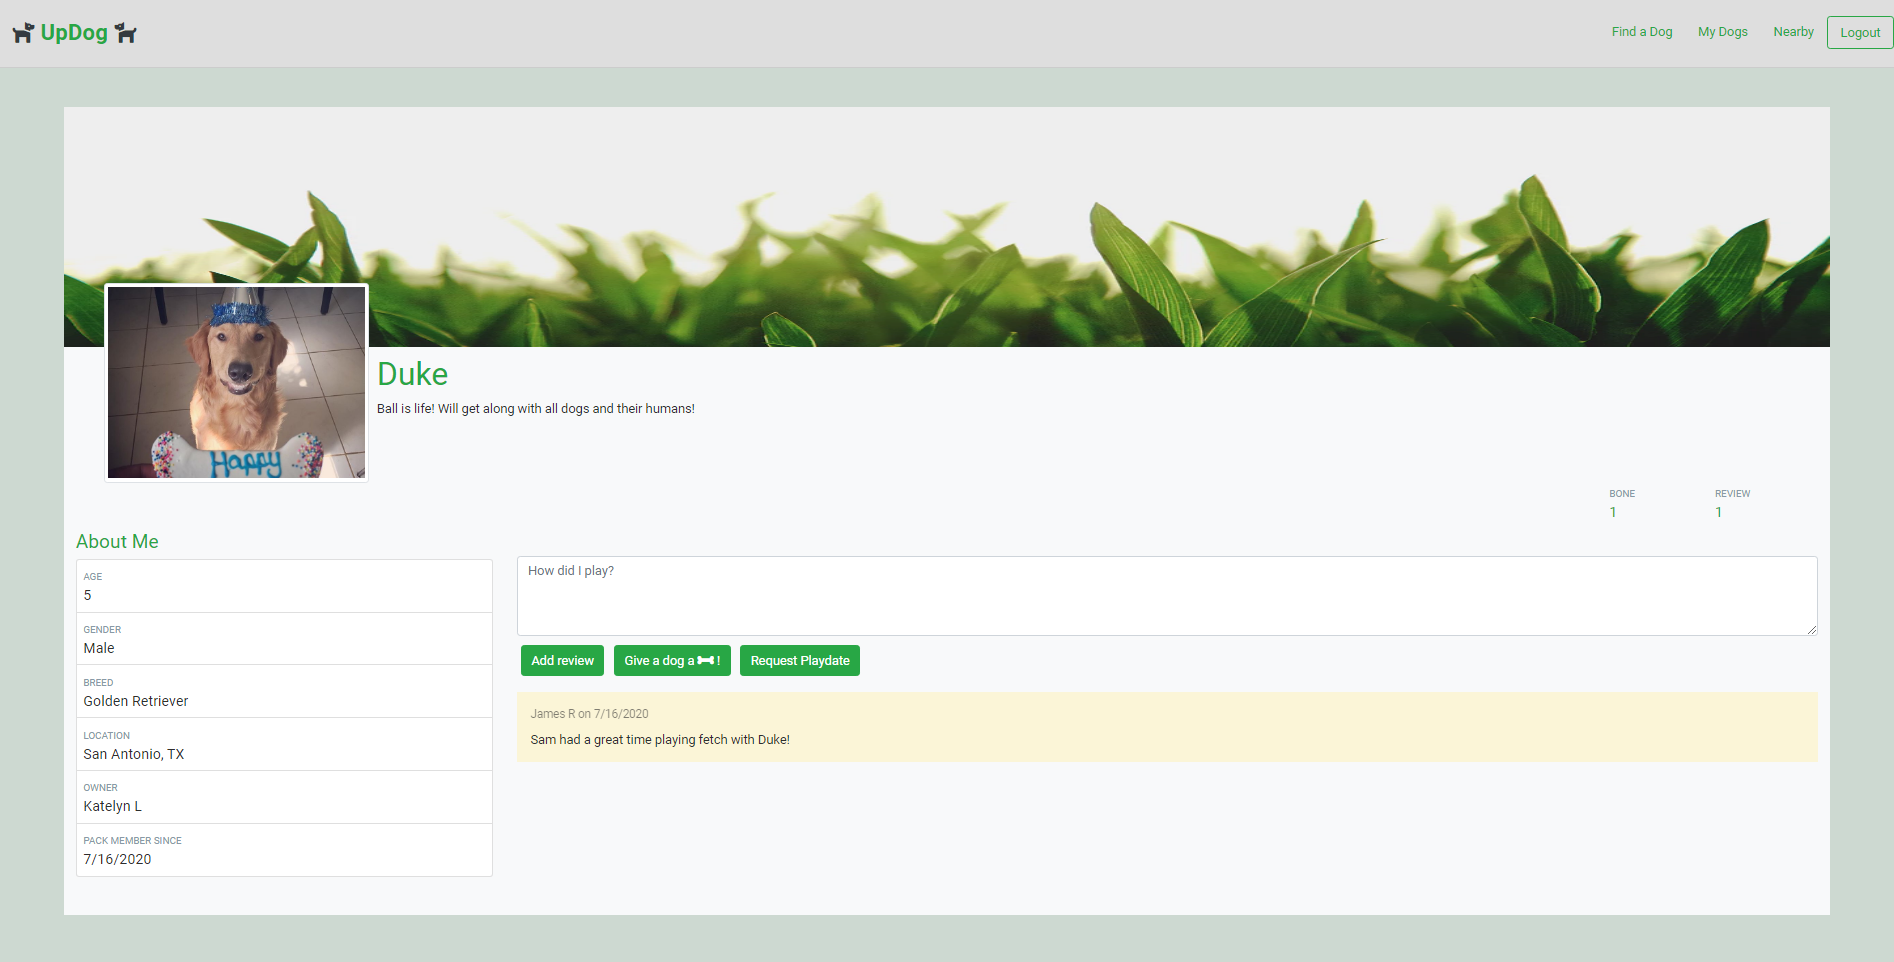 UpDog
Find a Dog
My Dogs
Nearby
Logout
Happy
Duke
Ball is life! Will get along with all dogs and their humans!
BONE
1
REVIEW
1
About Me
AGE
5
GENDER
Male
BREED
Golden Retriever
LOCATION
San Antonio, TX
OWNER
Katelyn L
PACK MEMBER SINCE
7/16/2020
How did I play?
Add review
Give a dog a !
Request Playdate
James R on 7/16/2020
Sam had a great time playing fetch with Duke!